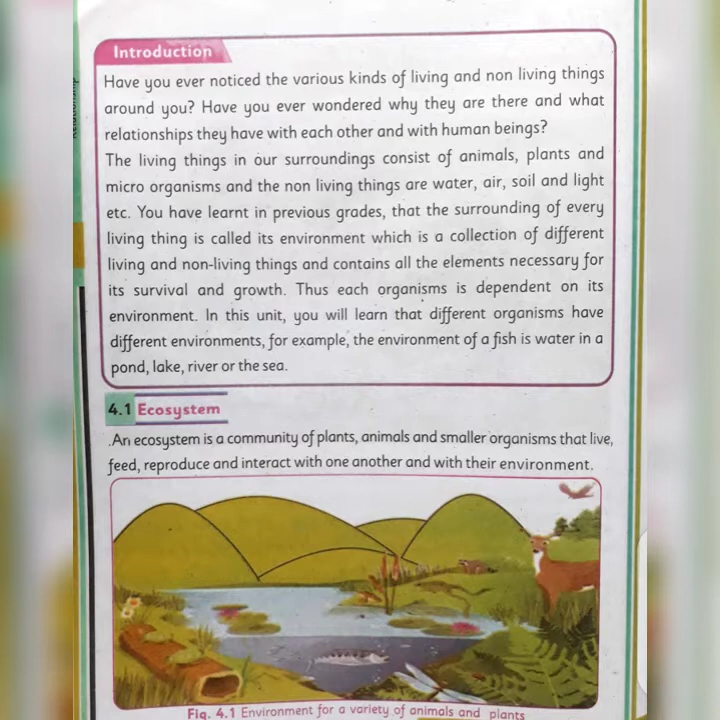 Introduction
Have you ever noticed the various kinds of living and non living things
around you? Have you ever wondered why they are there and what
relationships they have with each other and with human beings?
The living things in our surroundings consist of animals, plants and
micro organisms and the non living things are water, air, soil and light
etc. You have learnt in previous grades, that the surrounding of every
living thing is called its environment which is a collection of different
living and non-living things and contains all the elements necessary for
its survival and growth. Thus each organisms is dependent on its
environment. In this unit, you will learn that different organisms have
different environments, for example, the environment of a fish is water in a
pond, lake, river or the sea.
4.1 Ecosystem
.An ecosystem is a community of plants, animals and smaller organisms that live,
feed, reproduce and interact with one another and with their environment.
Fig. 4.1 Environment for a variety of animals and plants